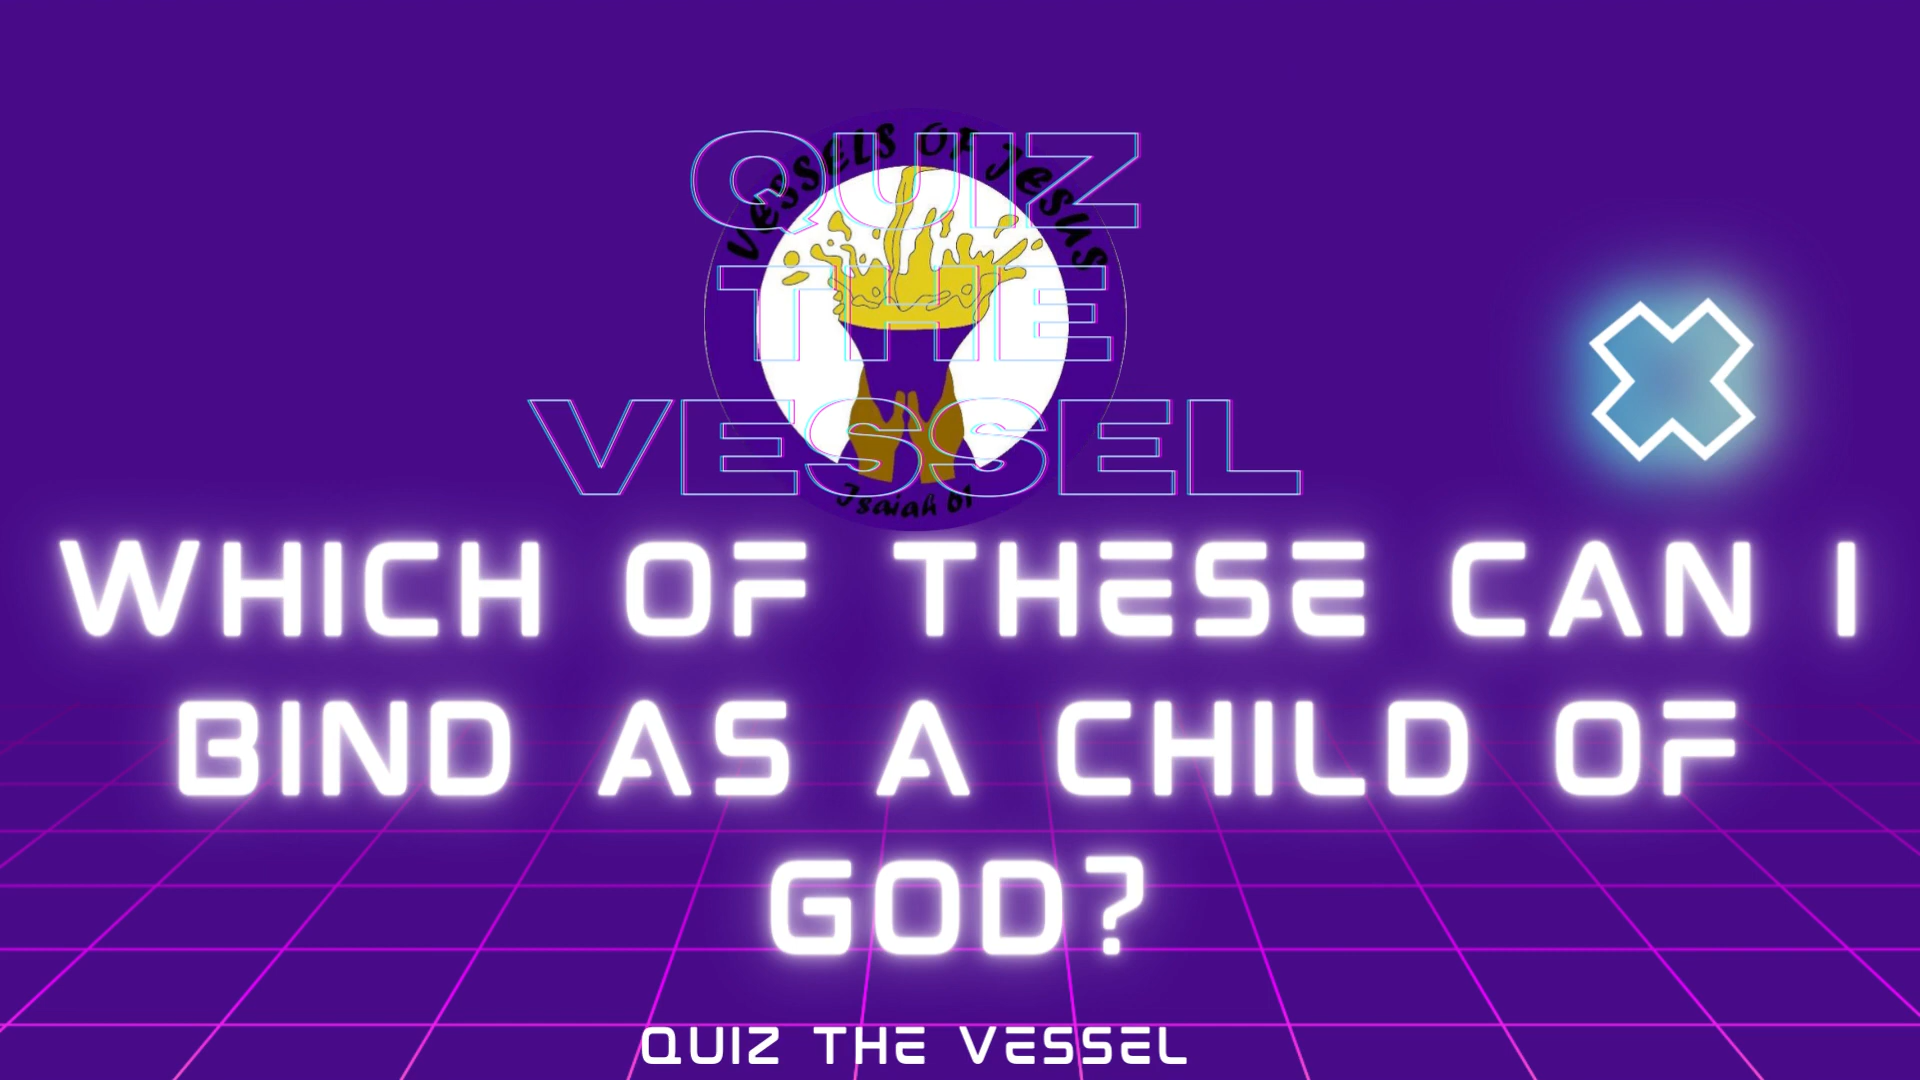 VESSELS OF JESUS
QUIZ
THE
VESSEL
Isaiah 61
WHICH OF THESE CAN I
BIND AS A CHILD OF
GOD?
QUIZ THE VESSEL